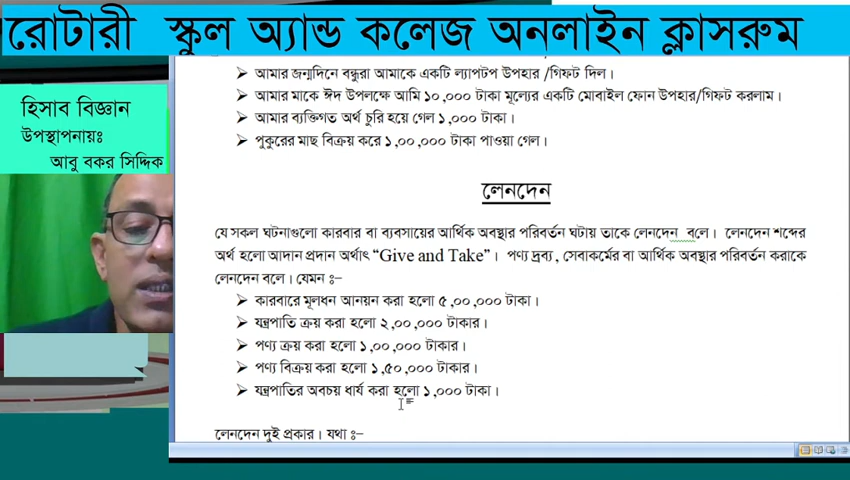 রোটারী স্কুল অ্যান্ড কলেজ অনলাইন ক্লাসরুম
হিসাব বিজ্ঞান
উপস্থাপনায়ঃ
আবু বকর সিদ্দিক
➢ আমার জন্মদিনে বন্ধুরা আমাকে একটি ল্যাপটপ উপহার /গিফট দিল।
➢ আমার মাকে ঈদ উপলক্ষে আমি ১০,০০০ টাকা মূল্যের একটি মোবাইল ফোন উপহার/গিফট করলাম।
➢ আমার ব্যক্তিগত অর্থ চুরি হয়ে গেল ১,০০০ টাকা।
➢ পুকুরের মাছ বিক্রয় করে ১,০০,০০০ টাকা পাওয়া গেল।
লেনদেন
যে সকল ঘটনাগুলো কারবার বা ব্যবসায়ের আর্থিক অবস্থার পরিবর্তন ঘটায় তাকে লেনদেন বলে। লেনদেন শব্দের
অর্থ হলো আদান প্রদান অর্থাৎ “Give and Take”। পণ্য দ্রব্য, সেবাকর্মের বা আর্থিক অবস্থার পরিবর্তন করাকে
লেনদেন বলে। যেমন ঃ-
➢ কারবারে মূলধন আনয়ন করা হলো ৫,০০,০০০ টাকা।
➢ যন্ত্রপাতি ক্রয় করা হলো ২,০০,০০০ টাকার।
➢ পণ্য ক্রয় করা হলো ১,০০,০০০ টাকার।
➢ পণ্য বিক্রয় করা হলো ১,৫০,০০০ টাকার।
➢ যন্ত্রপাতির অবচয় ধার্য করা হলো ১,০০০ টাকা।
লেনদেন দুই প্রকার। যথা ঃ-